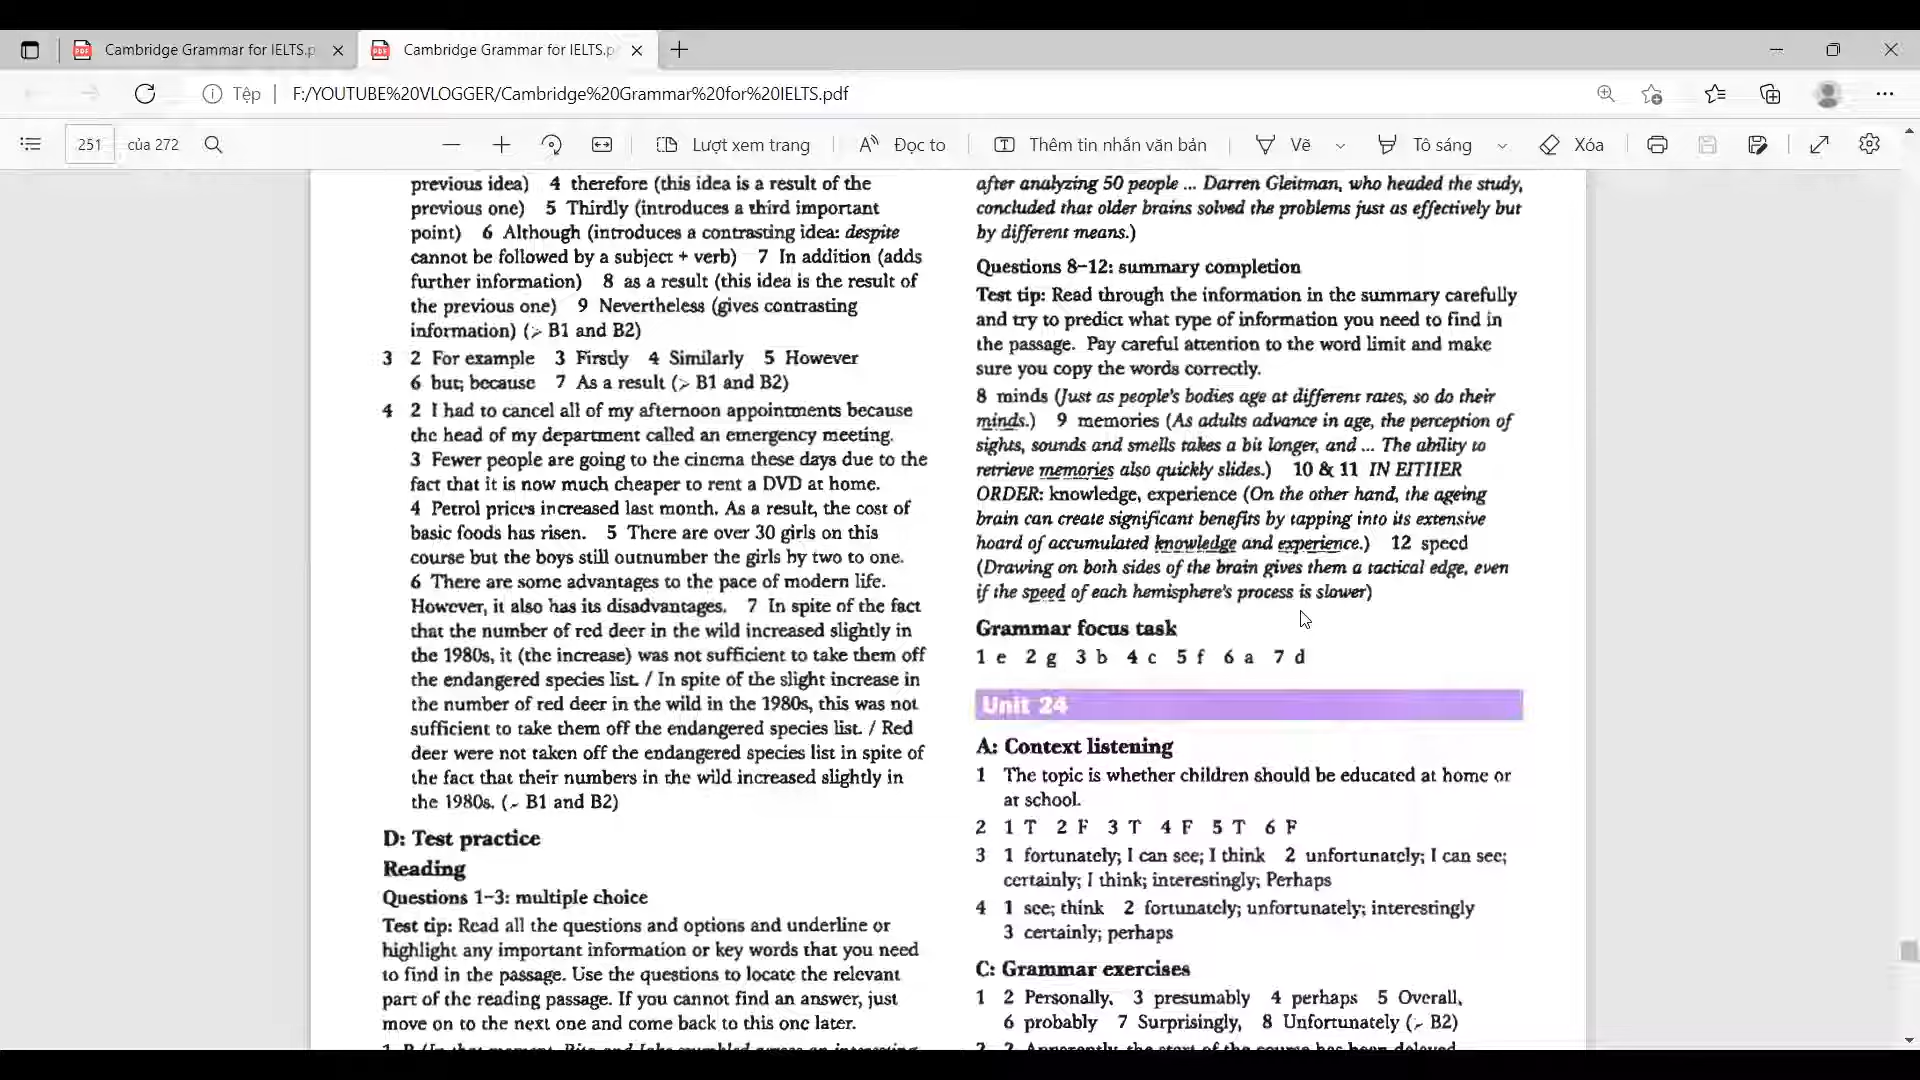 Cambridge Grammar for IELTS.p
Cambridge Grammar for IELTS.p
Tệp
F:/YOUTUBE%20VLOGGER/Cambridge%20Grammar%20for%20IELTS.pdf
251 của 272
Lượt xem trang
Đọc to
Thêm tin nhắn văn bản
Vẽ
Tô sáng
Xóa
previous idea) 4 therefore (this idea is a result of the
previous one) 5 Thirdly (introduces a third important
point) 6 Although (introduces a contrasting idea: despite
cannot be followed by a subject + verb) 7 In addition (adds
further information) 8 as a result (this idea is the result of
the previous one) 9 Nevertheless (gives contrasting
information) (➢ B1 and B2)
3 2 For example 3 Firstly 4 Similarly 5 However
6 but; because 7 As a result (➢ B1 and B2)
4 2 I had to cancel all of my afternoon appointments because
the head of my department called an emergency meeting.
3 Fewer people are going to the cinema these days due to the
fact that it is now much cheaper to rent a DVD at home.
4 Petrol prices increased last month. As a result, the cost of
basic foods has risen. 5 There are over 30 girls on this
course but the boys still outnumber the girls by two to one.
6 There are some advantages to the pace of modern life.
However, it also has its disadvantages. 7 In spite of the fact
that the number of red deer in the wild increased slightly in
the 1980s, it (the increase) was not sufficient to take them off
the endangered species list. / In spite of the slight increase in
the number of red deer in the wild in the 1980s, this was not
sufficient to take them off the endangered species list. / Red
deer were not taken off the endangered species list in spite of
the fact that their numbers in the wild increased slightly in
the 1980s. (➢ B1 and B2)
D: Test practice
Reading
Questions 1–3: multiple choice
Test tip: Read all the questions and options and underline or
highlight any important information or key words that you need
to find in the passage. Use the questions to locate the relevant
part of the reading passage. If you cannot find an answer, just
move on to the next one and come back to this one later.
after analyzing 50 people ... Darren Gleitman, who headed the study,
concluded that older brains solved the problems just as effectively but
by different means.)
Questions 8–12: summary completion
Test tip: Read through the information in the summary carefully
and try to predict what type of information you need to find in
the passage. Pay careful attention to the word limit and make
sure you copy the words correctly.
8 minds (Just as people's bodies age at different rates, so do their
minds.) 9 memories (As adults advance in age, the perception of
sights, sounds and smells takes a bit longer, and ... The ability to
retrieve memories also quickly slides.) 10 & 11 IN EITHER
ORDER: knowledge, experience (On the other hand, the ageing
brain can create significant benefits by tapping into its extensive
hoard of accumulated knowledge and experience.) 12 speed
(Drawing on both sides of the brain gives them a tactical edge, even
if the speed of each hemisphere's process is slower)
Grammar focus task
1 e 2 g 3 b 4 c 5 f 6 a 7 d
Unit 24
A: Context listening
1 The topic is whether children should be educated at home or
at school.
2 1 T 2 F 3 T 4 F 5 T 6 F
3 1 fortunately; I can see; I think 2 unfortunately; I can see;
certainly; I think; interestingly; Perhaps
4 1 see; think 2 fortunately; unfortunately; interestingly
3 certainly; perhaps
C: Grammar exercises
1 2 Personally, 3 presumably 4 perhaps 5 Overall,
6 probably 7 Surprisingly, 8 Unfortunately (➢ B2)
2 2 Apparently, the start of the course has been delayed